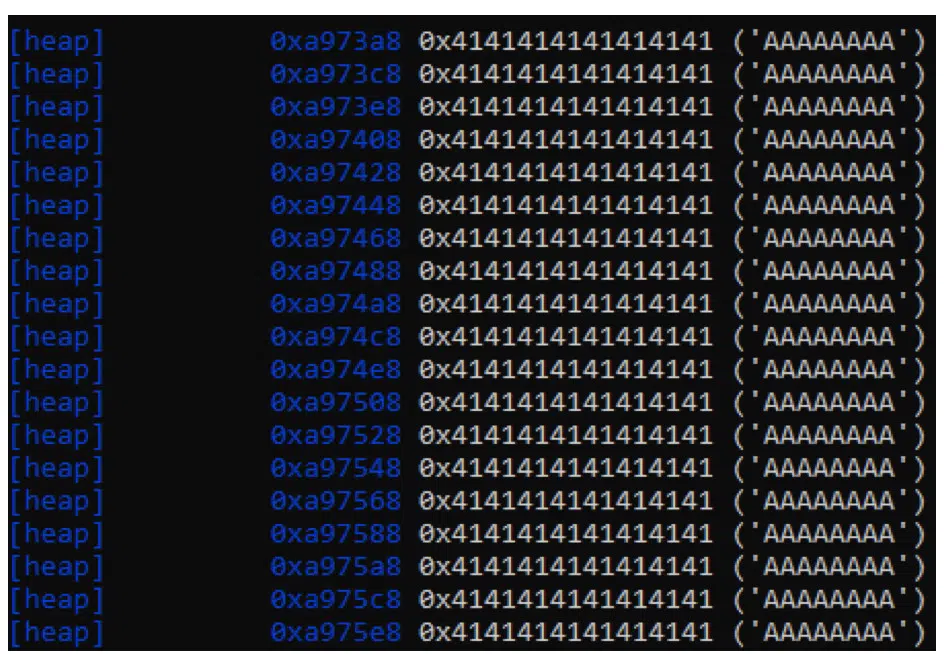 [heap] 0xa973a8 0x4141414141414141 ('AAAAAAAA')
[heap] 0xa973c8 0x4141414141414141 ('AAAAAAAA')
[heap] 0xa973e8 0x4141414141414141 ('AAAAAAAA')
[heap] 0xa97408 0x4141414141414141 ('AAAAAAAA')
[heap] 0xa97428 0x4141414141414141 ('AAAAAAAA')
[heap] 0xa97448 0x4141414141414141 ('AAAAAAAA')
[heap] 0xa97468 0x4141414141414141 ('AAAAAAAA')
[heap] 0xa97488 0x4141414141414141 ('AAAAAAAA')
[heap] 0xa974a8 0x4141414141414141 ('AAAAAAAA')
[heap] 0xa974c8 0x4141414141414141 ('AAAAAAAA')
[heap] 0xa974e8 0x4141414141414141 ('AAAAAAAA')
[heap] 0xa97508 0x4141414141414141 ('AAAAAAAA')
[heap] 0xa97528 0x4141414141414141 ('AAAAAAAA')
[heap] 0xa97548 0x4141414141414141 ('AAAAAAAA')
[heap] 0xa97568 0x4141414141414141 ('AAAAAAAA')
[heap] 0xa97588 0x4141414141414141 ('AAAAAAAA')
[heap] 0xa975a8 0x4141414141414141 ('AAAAAAAA')
[heap] 0xa975c8 0x4141414141414141 ('AAAAAAAA')
[heap] 0xa975e8 0x4141414141414141 ('AAAAAAAA')